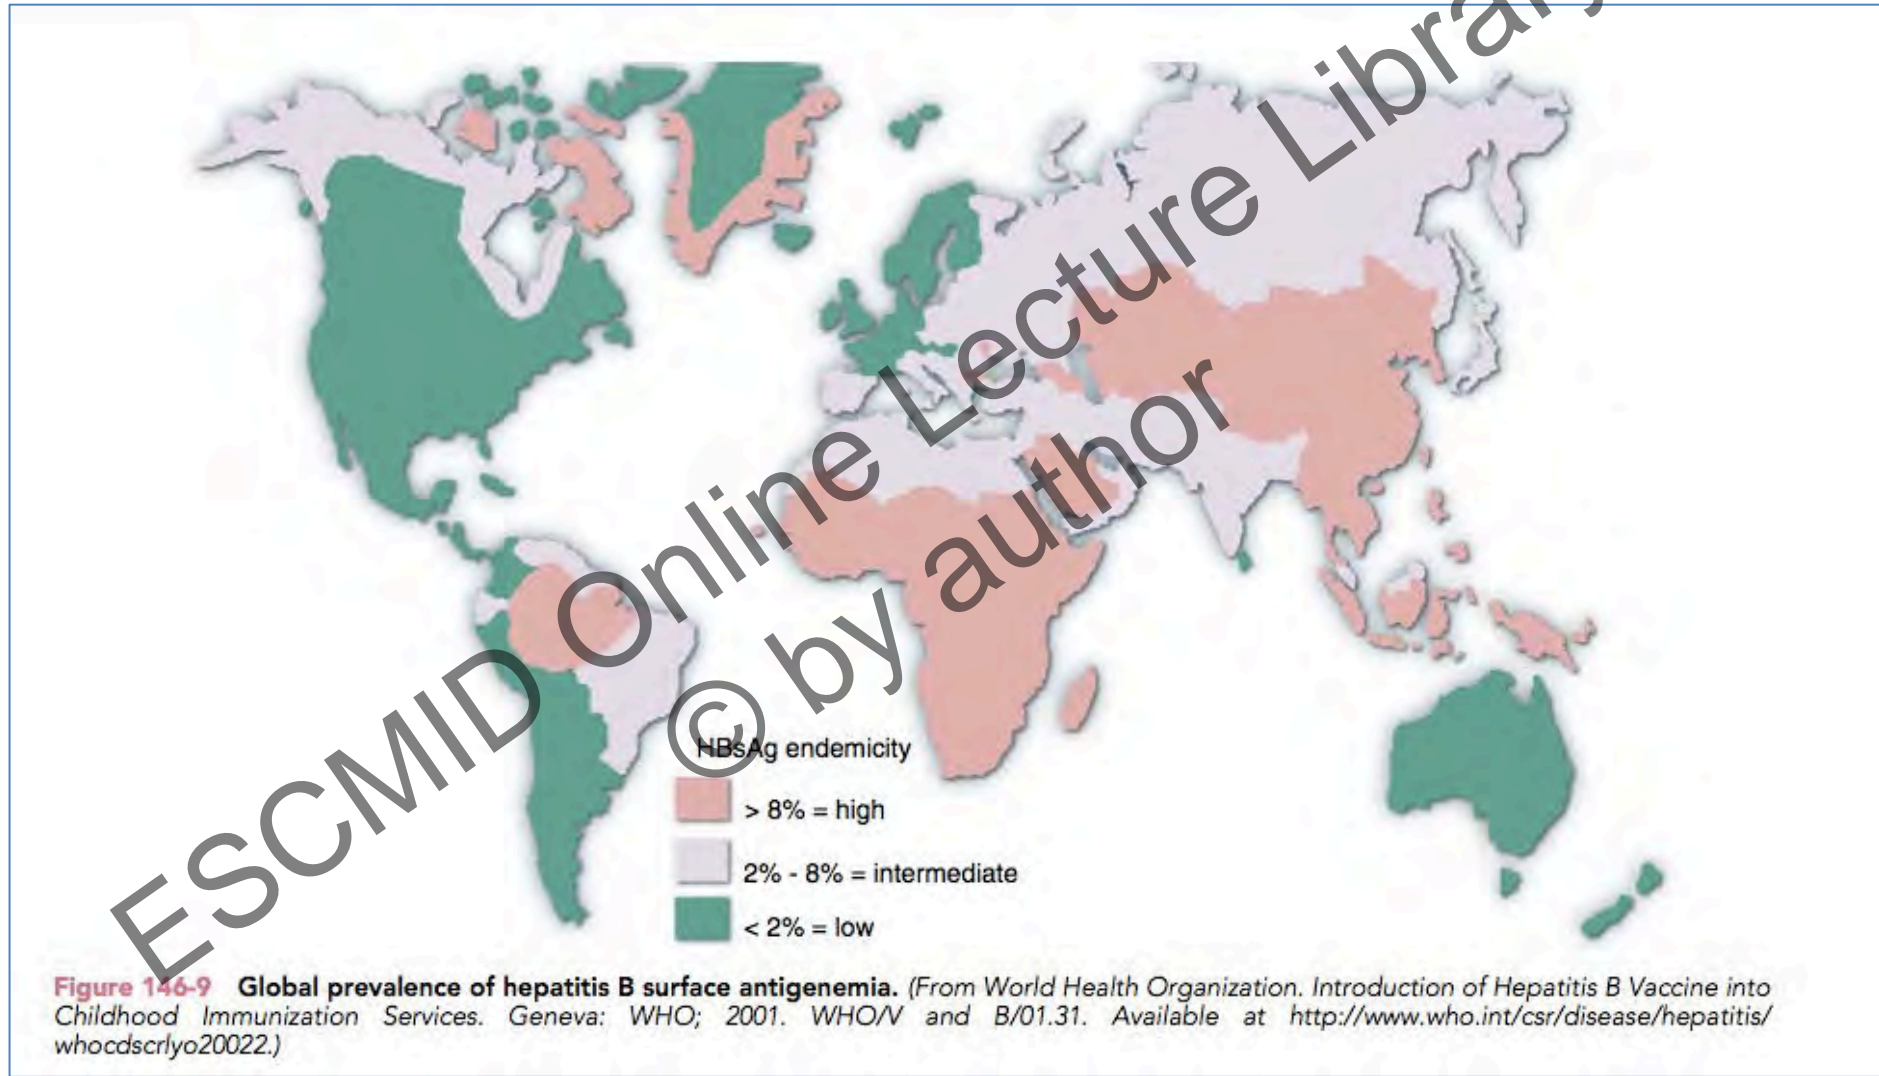 ESCMID Online Lecture Library
© by author
HBsAg endemicity
> 8% = high
2% - 8% = intermediate
< 2% = low
Figure 146-9 Global prevalence of hepatitis B surface antigenemia. (From World Health Organization. Introduction of Hepatitis B Vaccine into
Childhood Immunization Services. Geneva: WHO; 2001. WHO/V and B/01.31. Available at http://www.who.int/csr/disease/hepatitis/
whocdscrlyo20022.)